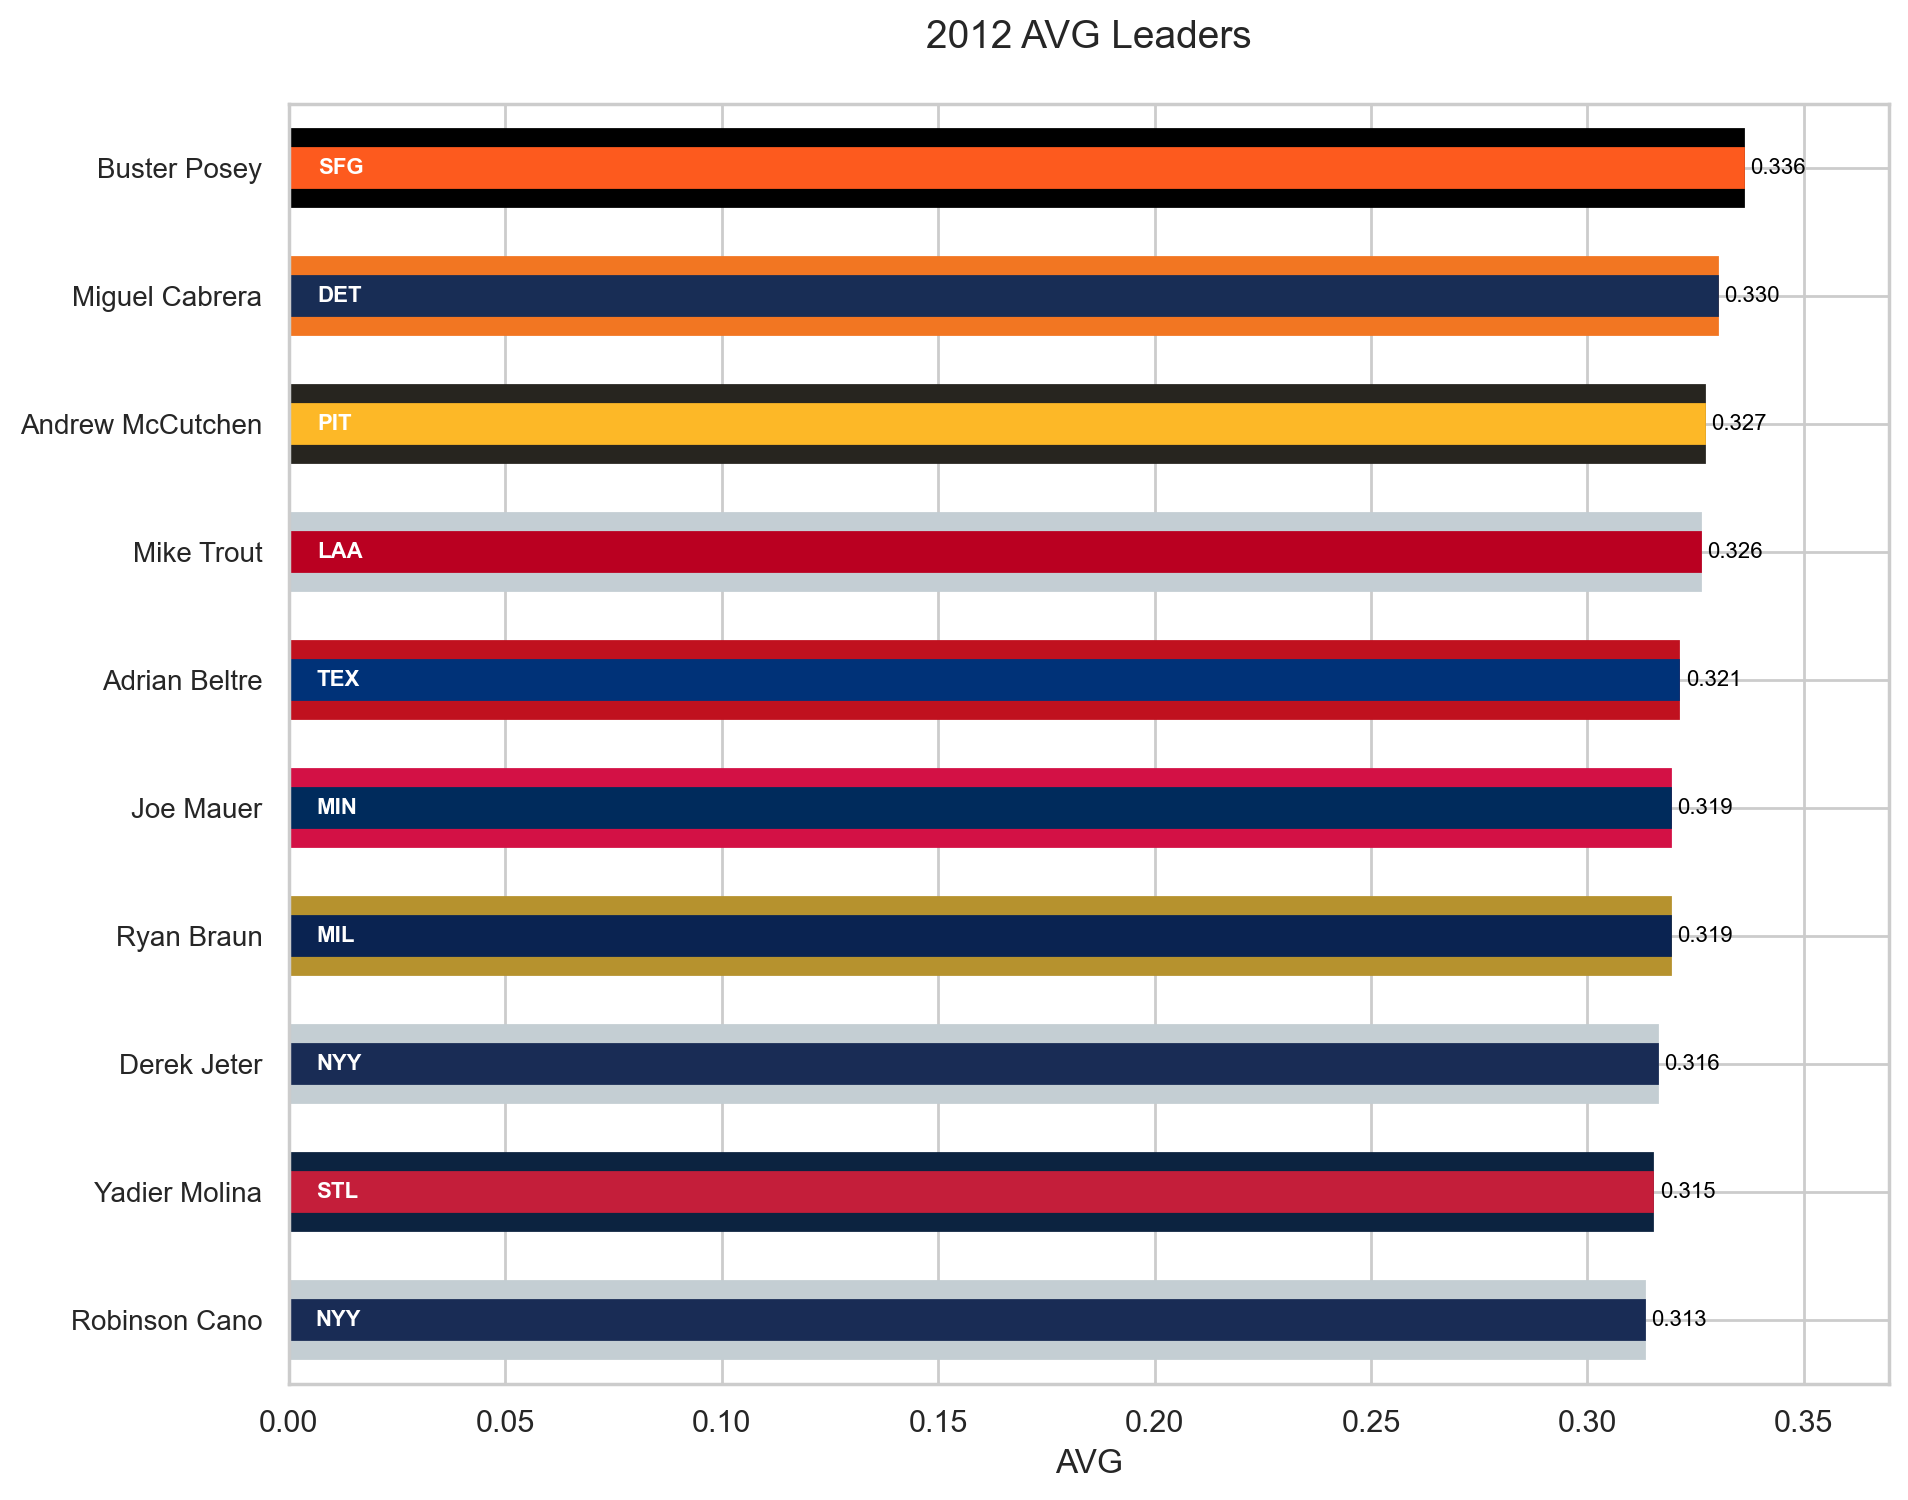 2012 AVG Leaders
Buster Posey SFG 0.336
Miguel Cabrera DET 0.330
Andrew McCutchen PIT 0.327
Mike Trout LAA 0.326
Adrian Beltre TEX 0.321
Joe Mauer MIN 0.319
Ryan Braun MIL 0.319
Derek Jeter NYY 0.316
Yadier Molina STL 0.315
Robinson Cano NYY 0.313
0.00 0.05 0.10 0.15 0.20 0.25 0.30 0.35
AVG